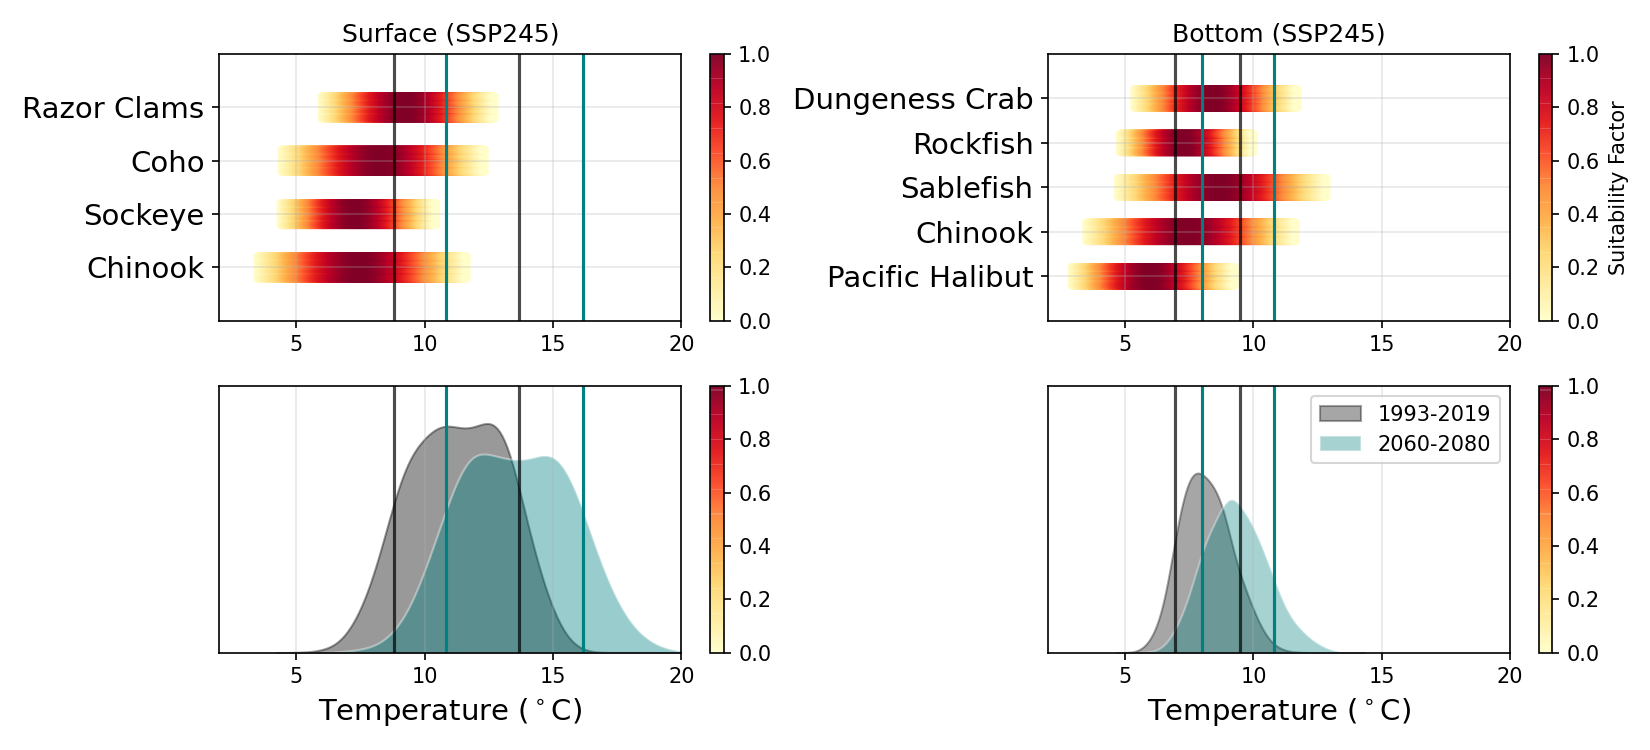 Surface (SSP245)
Razor Clams
Coho
Sockeye
Chinook
5 10 15 20
1.0
0.8
0.6
0.4
0.2
0.0
Bottom (SSP245)
Dungeness Crab
Rockfish
Sablefish
Chinook
Pacific Halibut
5 10 15 20
1.0
0.8
0.6
0.4
0.2
0.0
Suitability Factor
5 10 15 20
Temperature (°C)
1.0
0.8
0.6
0.4
0.2
0.0
1993-2019
2060-2080
5 10 15 20
Temperature (°C)
1.0
0.8
0.6
0.4
0.2
0.0